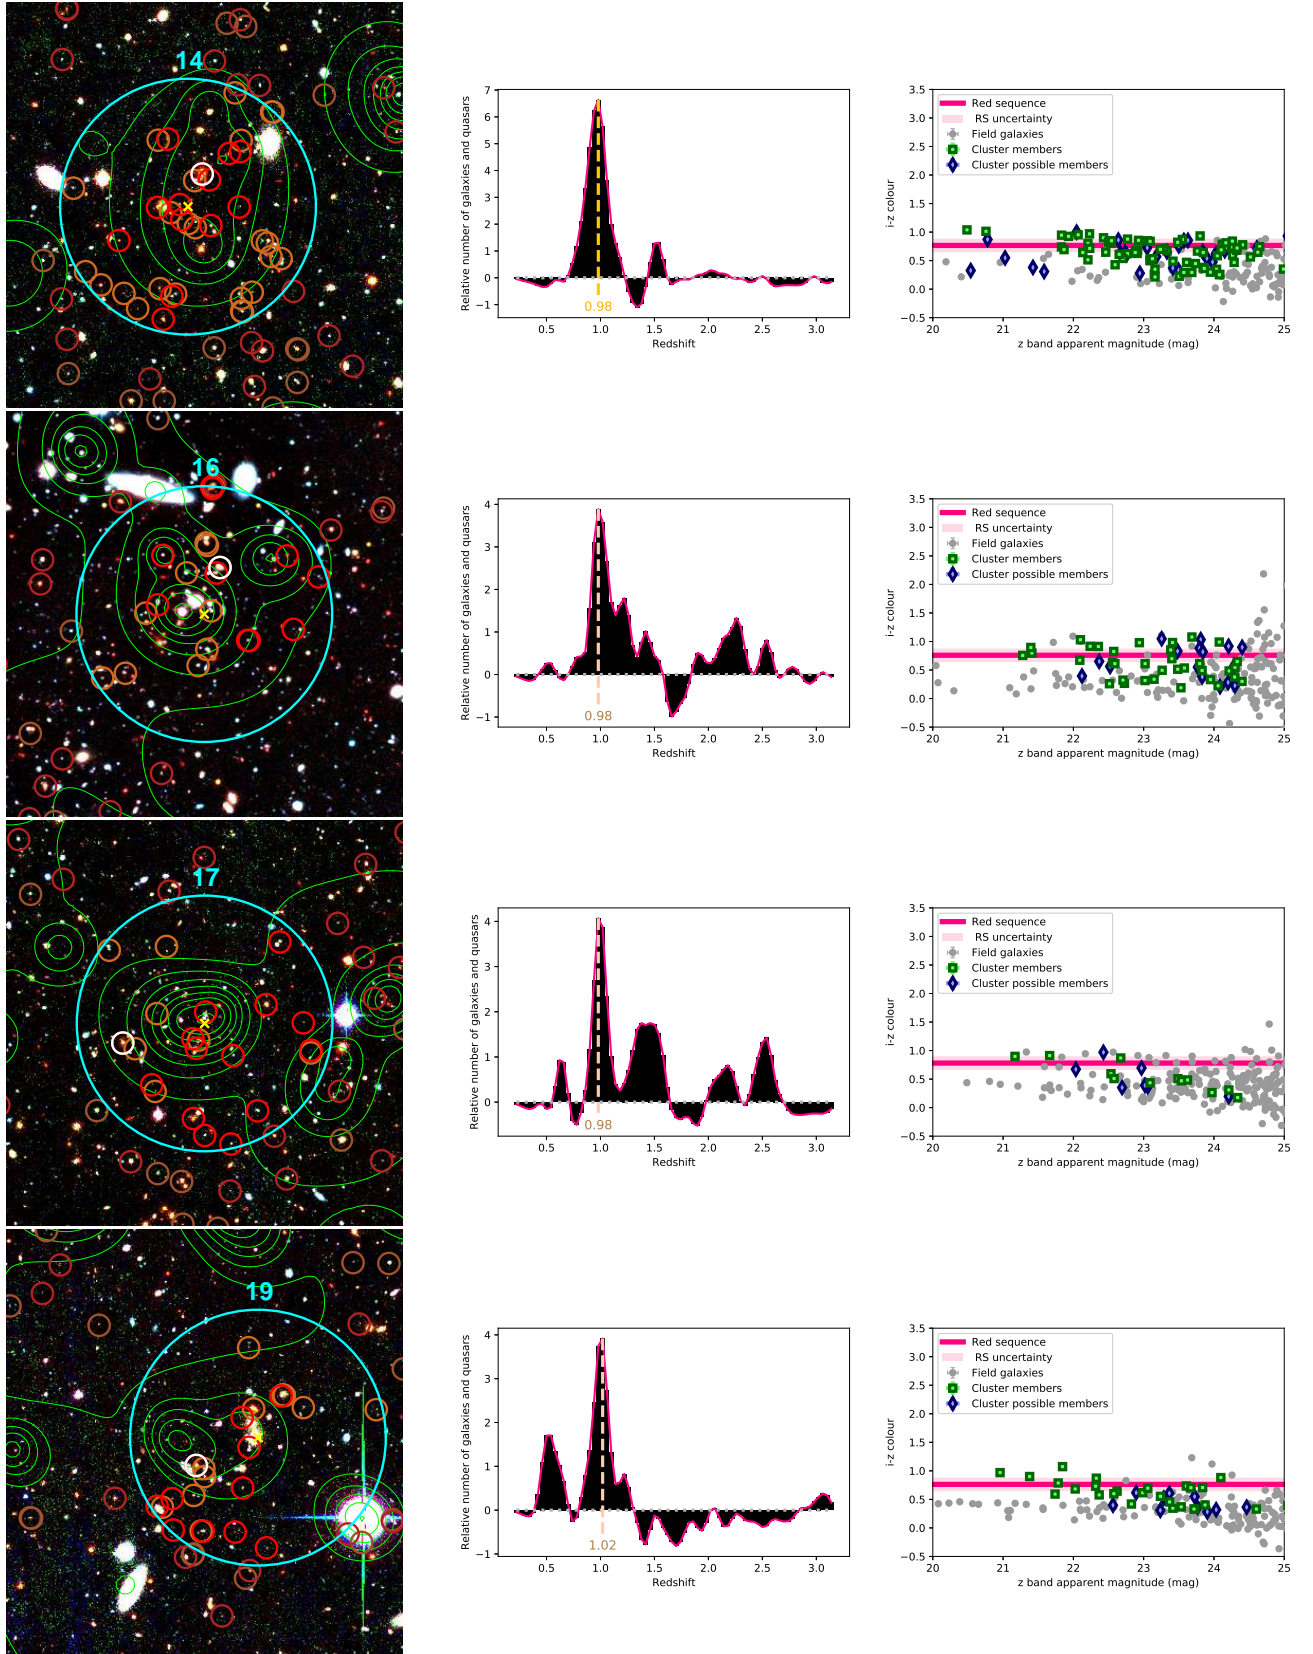 14
7
6
5
4
3
2
1
0
−1
0.5 1.0 1.5 2.0 2.5 3.0
Redshift
Relative number of galaxies and quasars
0.98
3.5
3.0
2.5
2.0
1.5
1.0
0.5
0.0
−0.5
20 21 22 23 24 25
z band apparent magnitude (mag)
i-z colour
Red sequence
RS uncertainty
Field galaxies
Cluster members
Cluster possible members
16
4
3
2
1
0
−1
0.5 1.0 1.5 2.0 2.5 3.0
Redshift
Relative number of galaxies and quasars
0.98
3.5
3.0
2.5
2.0
1.5
1.0
0.5
0.0
−0.5
20 21 22 23 24 25
z band apparent magnitude (mag)
i-z colour
Red sequence
RS uncertainty
Field galaxies
Cluster members
Cluster possible members
17
4
3
2
1
0
0.5 1.0 1.5 2.0 2.5 3.0
Redshift
Relative number of galaxies and quasars
0.98
3.5
3.0
2.5
2.0
1.5
1.0
0.5
0.0
−0.5
20 21 22 23 24 25
z band apparent magnitude (mag)
i-z colour
Red sequence
RS uncertainty
Field galaxies
Cluster members
Cluster possible members
19
4
3
2
1
0
−1
0.5 1.0 1.5 2.0 2.5 3.0
Redshift
Relative number of galaxies and quasars
1.02
3.5
3.0
2.5
2.0
1.5
1.0
0.5
0.0
−0.5
20 21 22 23 24 25
z band apparent magnitude (mag)
i-z colour
Red sequence
RS uncertainty
Field galaxies
Cluster members
Cluster possible members